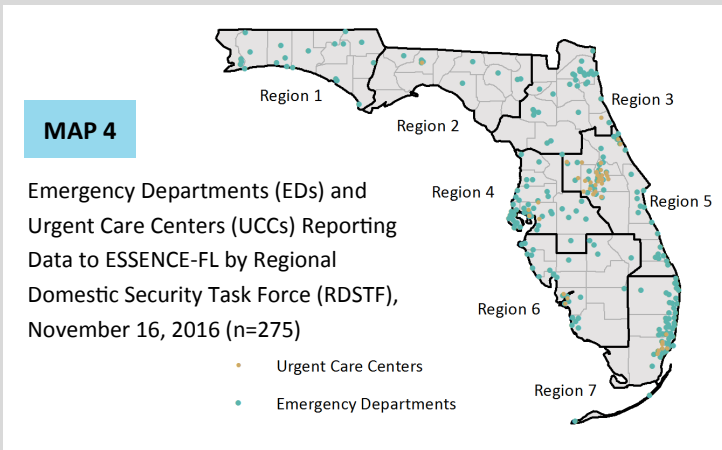 MAP 4
Emergency Departments (EDs) and
Urgent Care Centers (UCCs) Reporting
Data to ESSENCE-FL by Regional
Domestic Security Task Force (RDSTF),
November 16, 2016 (n=275)
Urgent Care Centers
Emergency Departments
Region 1
Region 2
Region 3
Region 4
Region 5
Region 6
Region 7